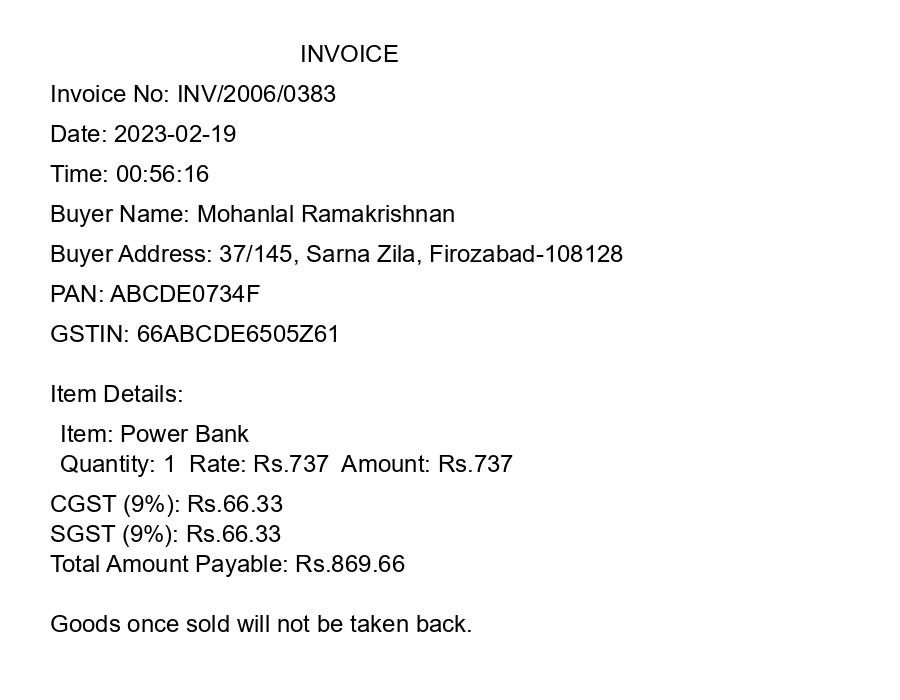 INVOICE
Invoice No: INV/2006/0383
Date: 2023-02-19
Time: 00:56:16
Buyer Name: Mohanlal Ramakrishnan
Buyer Address: 37/145, Sarna Zila, Firozabad-108128
PAN: ABCDE0734F
GSTIN: 66ABCDE6505Z61
Item Details:
Item: Power Bank
Quantity: 1  Rate: Rs.737  Amount: Rs.737
CGST (9%): Rs.66.33
SGST (9%): Rs.66.33
Total Amount Payable: Rs.869.66
Goods once sold will not be taken back.